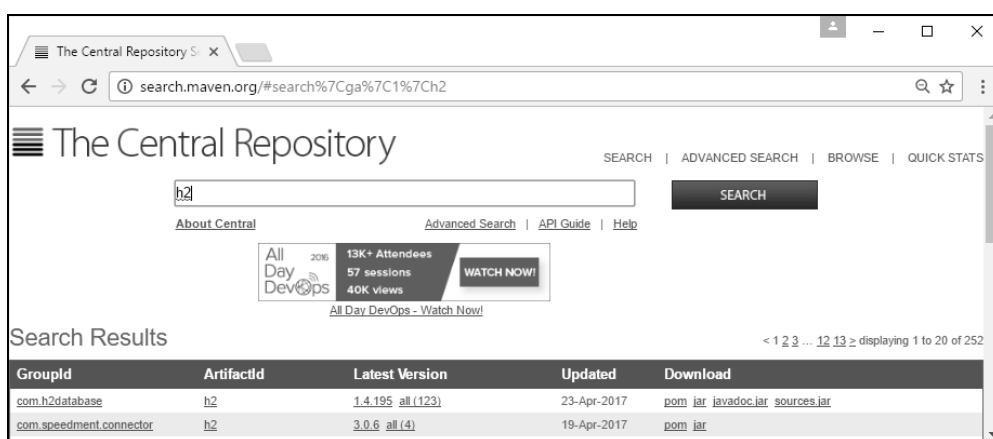 The Central Repository S
search.maven.org/#search%7Cga%7C1%7Ch2
The Central Repository
SEARCH | ADVANCED SEARCH | BROWSE | QUICK STATS
h2
SEARCH
About Central
Advanced Search | API Guide | Help
All Day DevOps 2016
13K+ Attendees
57 sessions
40K views
WATCH NOW!
All Day DevOps - Watch Now!
Search Results
< 1 2 3 ... 12 13 > displaying 1 to 20 of 252
GroupId ArtifactId Latest Version Updated Download
com.h2database h2 1.4.195 all (123) 23-Apr-2017 pom jar javadoc.jar sources.jar
com.speedment.connector h2 3.0.6 all (4) 19-Apr-2017 pom jar